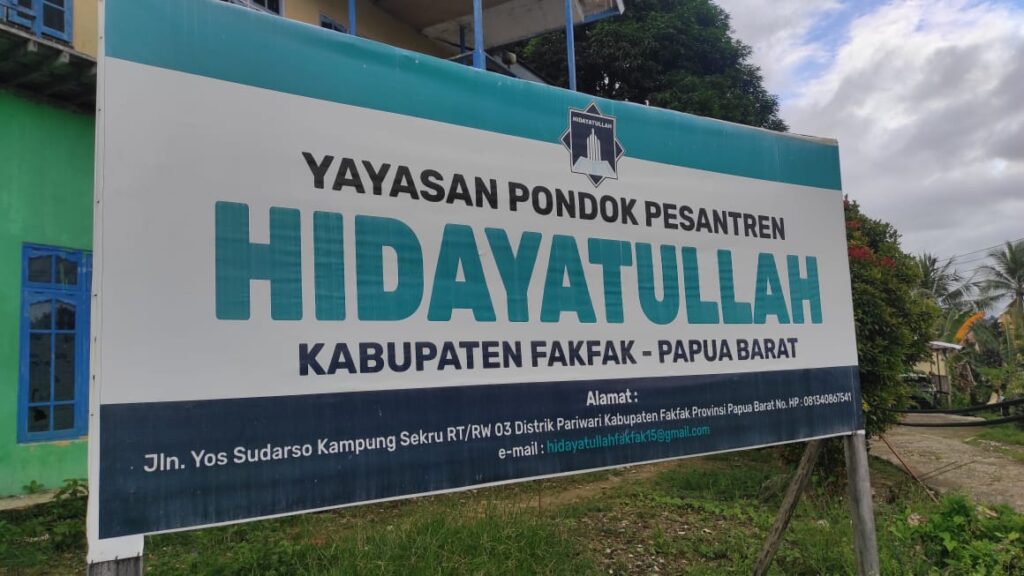 HIDAYATULLAH
YAYASAN PONDOK PESANTREN
HIDAYATULLAH
KABUPATEN FAKFAK - PAPUA BARAT
Alamat :
Jln. Yos Sudarso Kampung Sekru RT/RW 03 Distrik Pariwari Kabupaten Fakfak Provinsi Papua Barat No. HP : 081340867541
e-mail : hidayatullahfakfak15@gmail.com